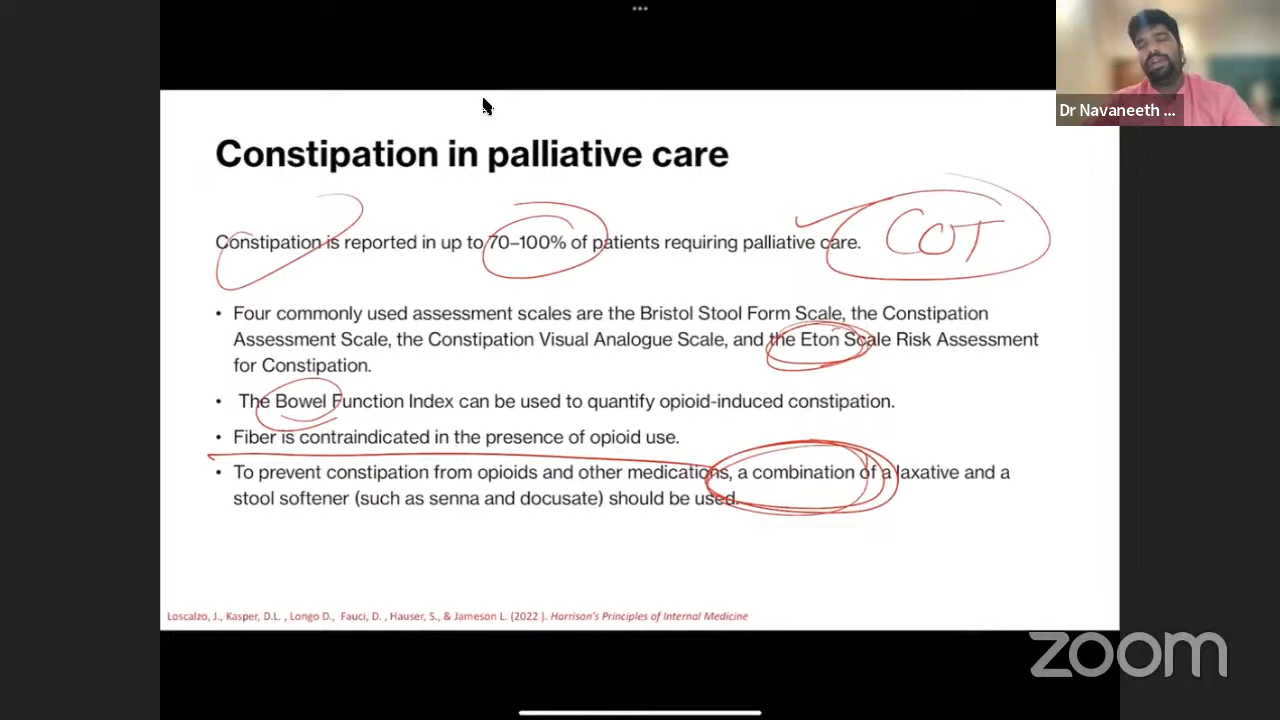 Dr Navaneeth ...
Constipation in palliative care
Constipation is reported in up to 70–100% of patients requiring palliative care.
COT
• Four commonly used assessment scales are the Bristol Stool Form Scale, the Constipation
Assessment Scale, the Constipation Visual Analogue Scale, and the Eton Scale Risk Assessment
for Constipation.
• The Bowel Function Index can be used to quantify opioid-induced constipation.
• Fiber is contraindicated in the presence of opioid use.
• To prevent constipation from opioids and other medications, a combination of a laxative and a
stool softener (such as senna and docusate) should be used.
Loscalzo, J., Kasper, D.L. , Longo D., Fauci, D. , Hauser, S., & Jameson L. (2022 ). Harrison's Principles of Internal Medicine
zoom